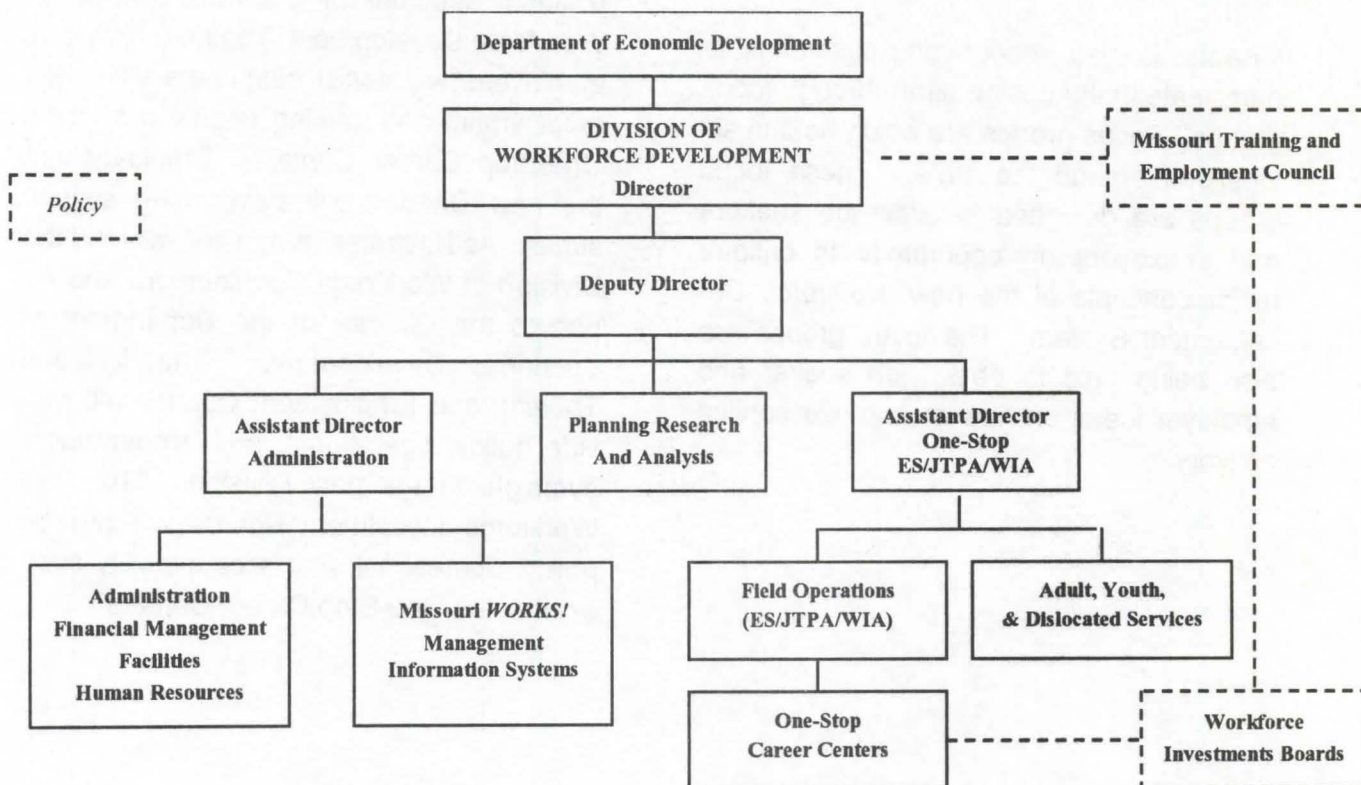 Department of Economic Development
DIVISION OF
WORKFORCE DEVELOPMENT
Director
Missouri Training and
Employment Council
Policy
Deputy Director
Assistant Director
Administration
Planning Research
And Analysis
Assistant Director
One-Stop
ES/JTPA/WIA
Administration
Financial Management
Facilities
Human Resources
Missouri WORKS!
Management
Information Systems
Field Operations
(ES/JTPA/WIA)
Adult, Youth,
& Dislocated Services
One-Stop
Career Centers
Workforce
Investments Boards